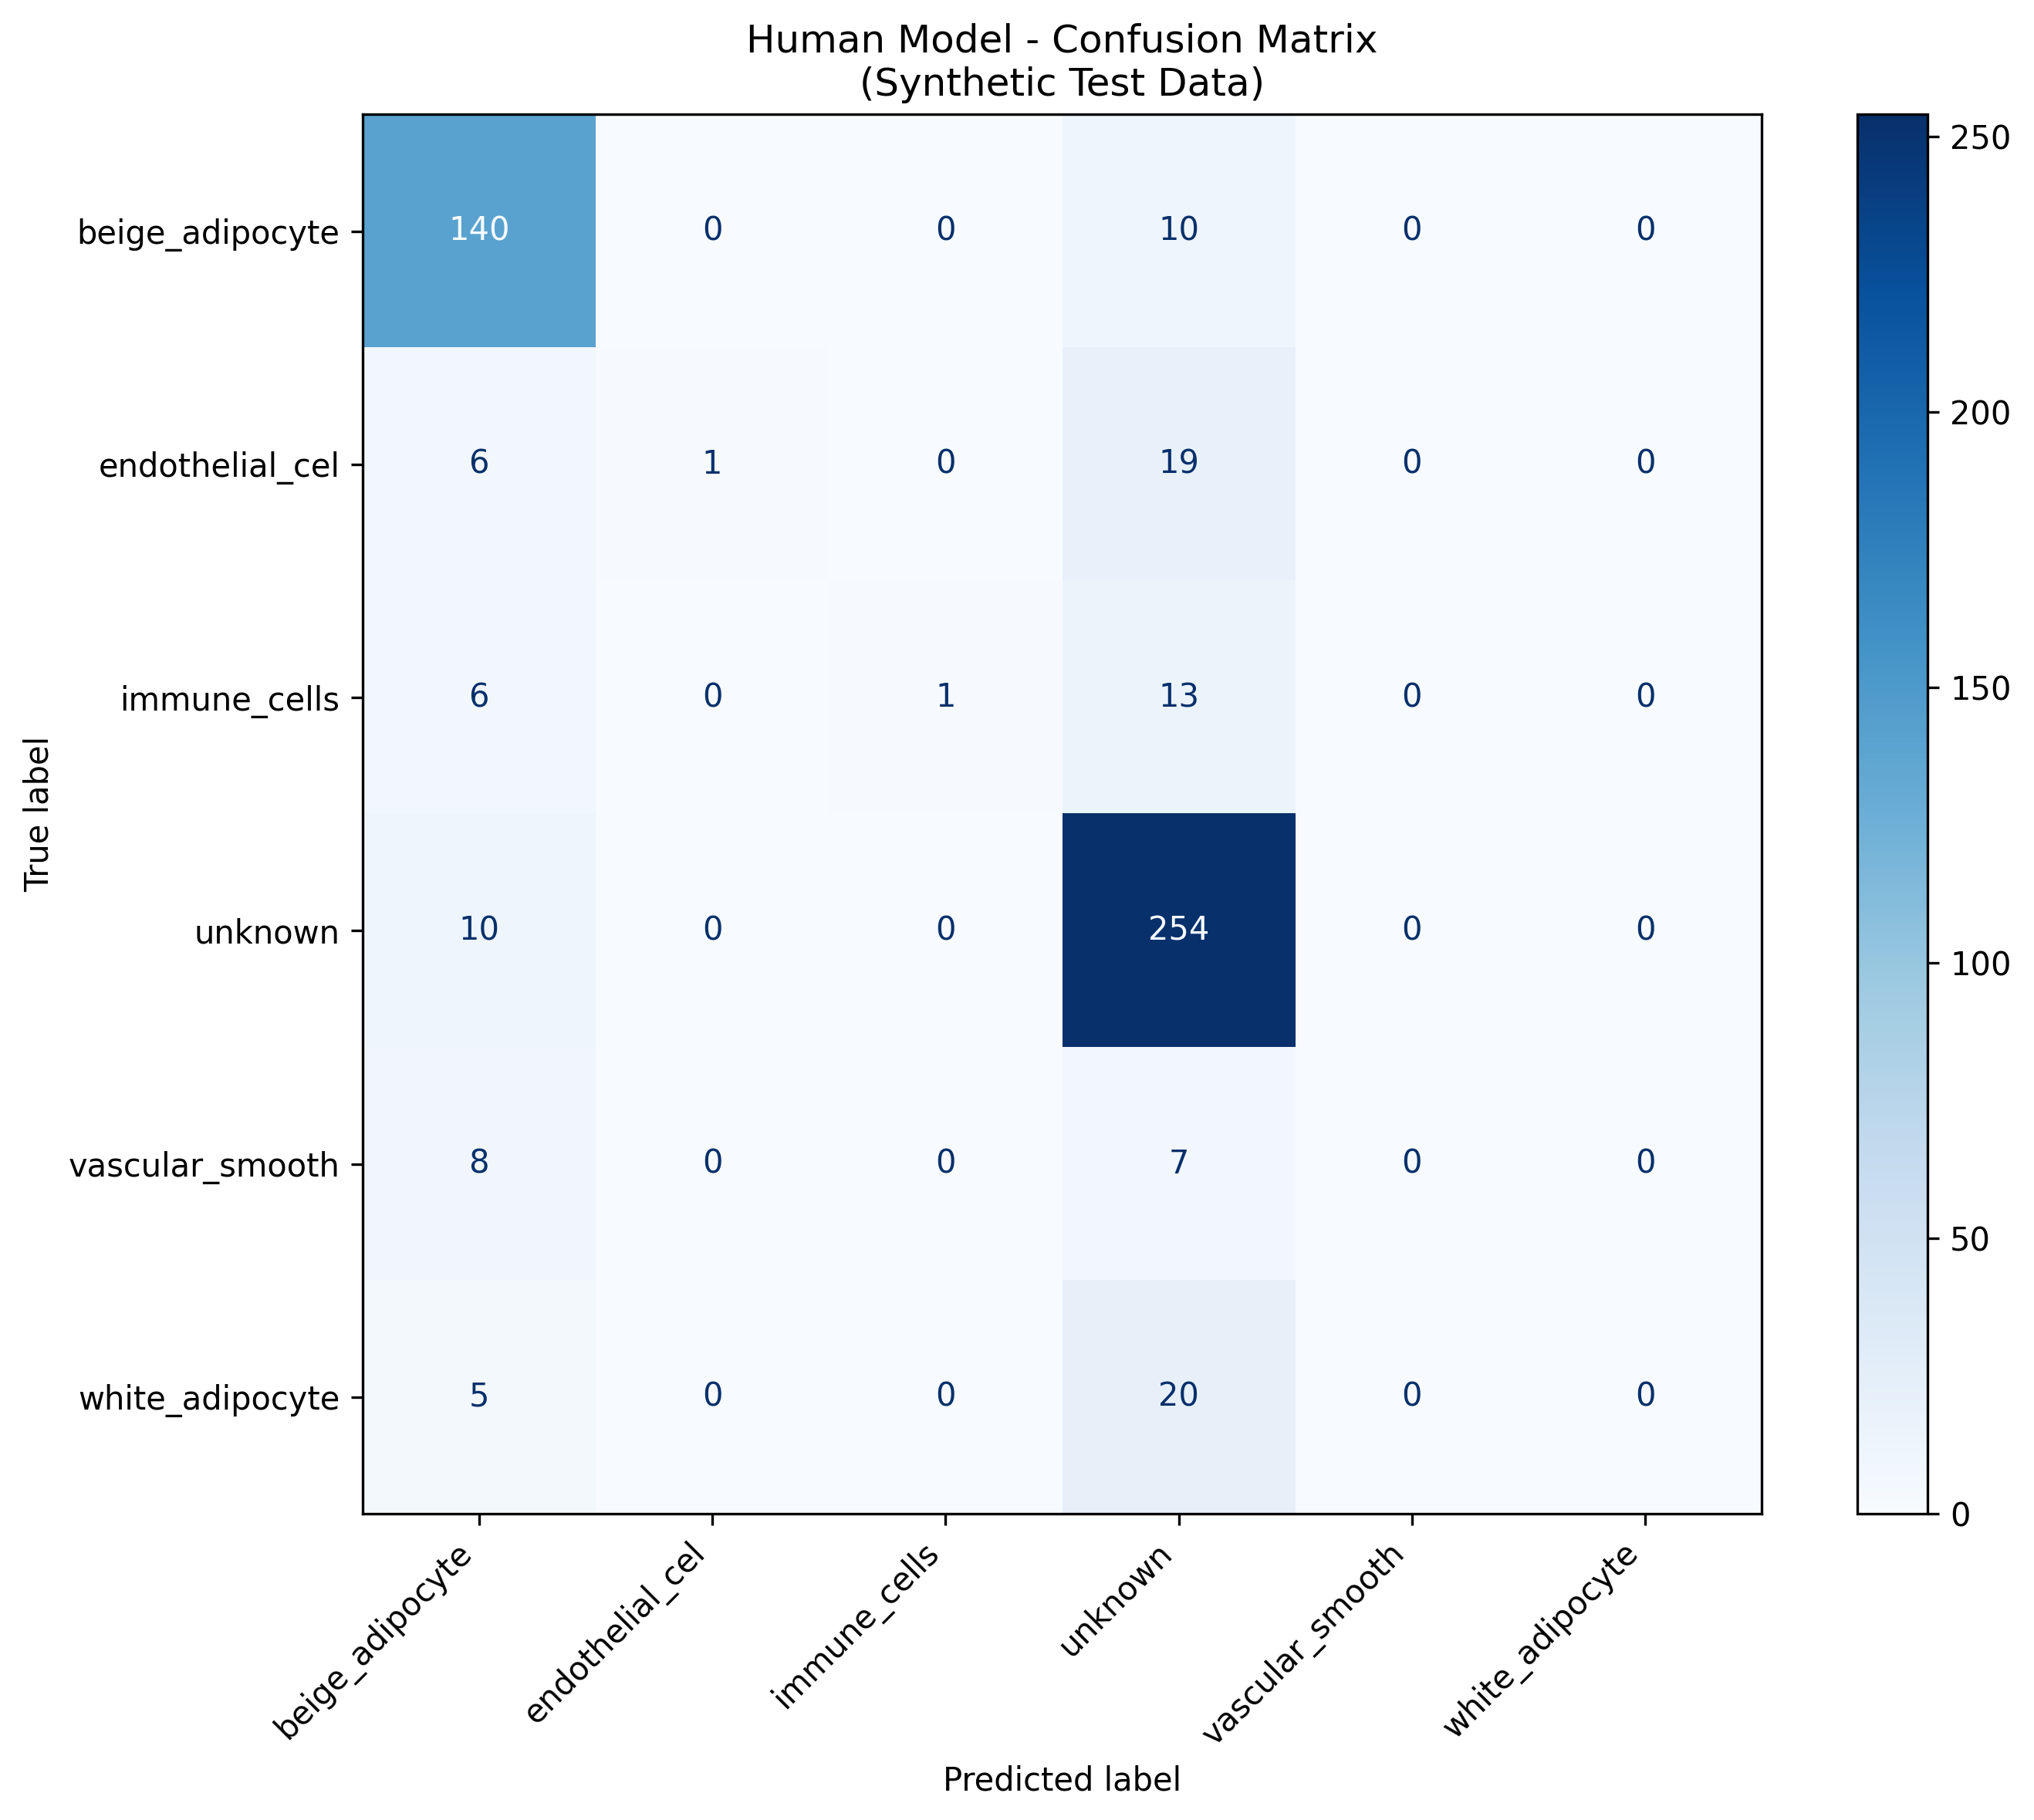 Human Model - Confusion Matrix
(Synthetic Test Data)
True label
beige_adipocyte 140 0 0 10 0 0
endothelial_cel 6 1 0 19 0 0
immune_cells 6 0 1 13 0 0
unknown 10 0 0 254 0 0
vascular_smooth 8 0 0 7 0 0
white_adipocyte 5 0 0 20 0 0
beige_adipocyte endothelial_cel immune_cells unknown vascular_smooth white_adipocyte
Predicted label
250
200
150
100
50
0